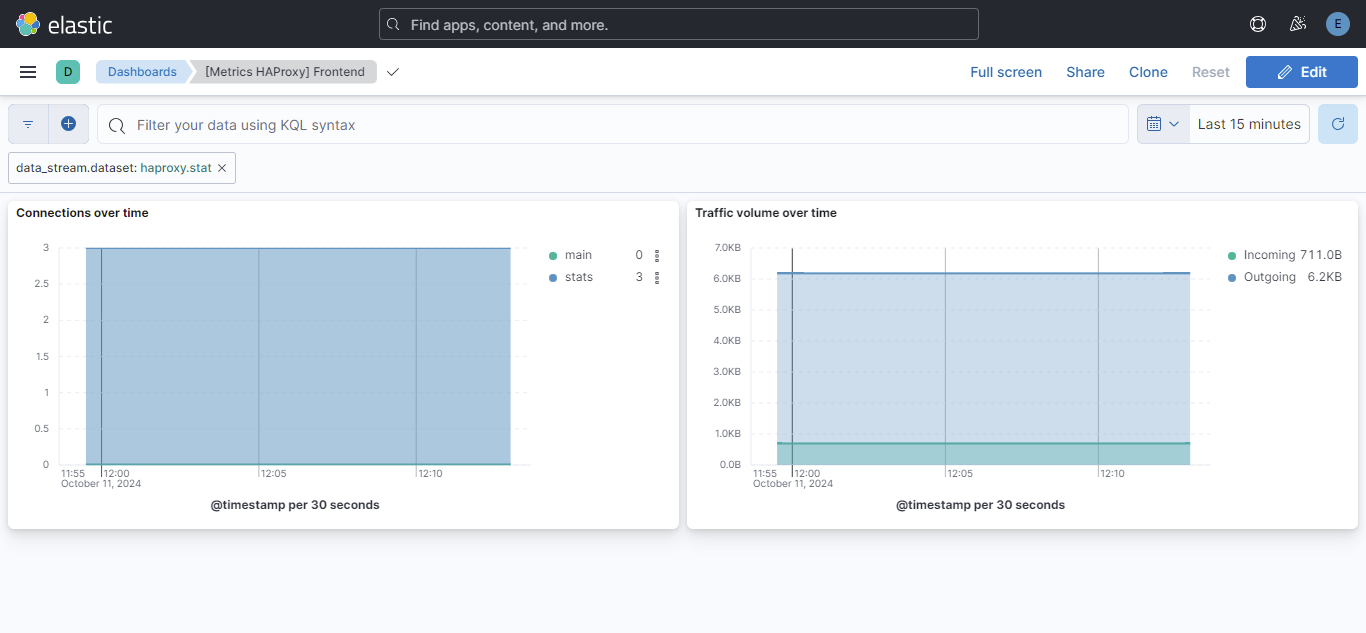 elastic
Find apps, content, and more.
E
D
Dashboards
[Metrics HAProxy] Frontend
Full screen
Share
Clone
Reset
Edit
Filter your data using KQL syntax
Last 15 minutes
data_stream.dataset: haproxy.stat
Connections over time
3
2.5
2
1.5
1
0.5
0
11:55
12:00
12:05
12:10
October 11, 2024
@timestamp per 30 seconds
main 0
stats 3
Traffic volume over time
7.0KB
6.0KB
5.0KB
4.0KB
3.0KB
2.0KB
1.0KB
0.0B
11:55
12:00
12:05
12:10
October 11, 2024
@timestamp per 30 seconds
Incoming 711.0B
Outgoing 6.2KB